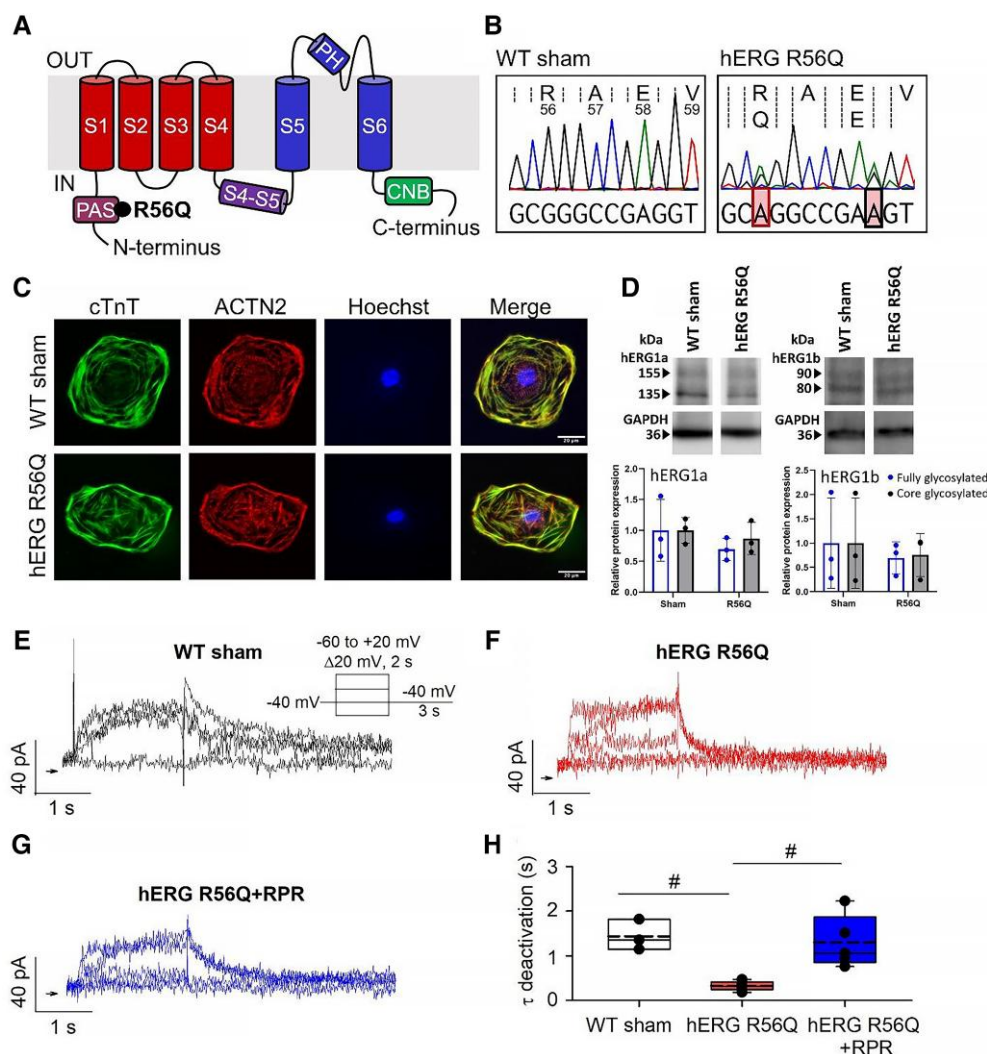 A
OUT
S1
S2
S3
S4
S5
PH
S6
IN
PAS
R56Q
S4-S5
CNB
C-terminus
N-terminus
B
WT sham
R A E V
56 57 58 59
GCGGGCCGAGGT
hERG R56Q
R A E V
Q E
GCAGGCCGAAGT
C
cTnT ACTN2 Hoechst Merge
WT sham
20 µm
hERG R56Q
20 µm
D
WT sham
hERG R56Q
kDa
hERG1a
155
135
GAPDH
36
WT sham
hERG R56Q
kDa
hERG1b
90
80
GAPDH
36
hERG1a
Relative protein expression
2.0
1.5
1.0
0.5
0.0
Sham R56Q
hERG1b
Fully glycosylated
Core glycosylated
Relative protein expression
2.0
1.5
1.0
0.5
0.0
Sham R56Q
E
WT sham
-60 to +20 mV
Δ20 mV, 2 s
-40 mV
-40 mV
3 s
40 pA
1 s
F
hERG R56Q
40 pA
1 s
G
hERG R56Q+RPR
40 pA
1 s
H
τ deactivation (s)
3
2
1
0
#
#
WT sham hERG R56Q hERG R56Q
+RPR